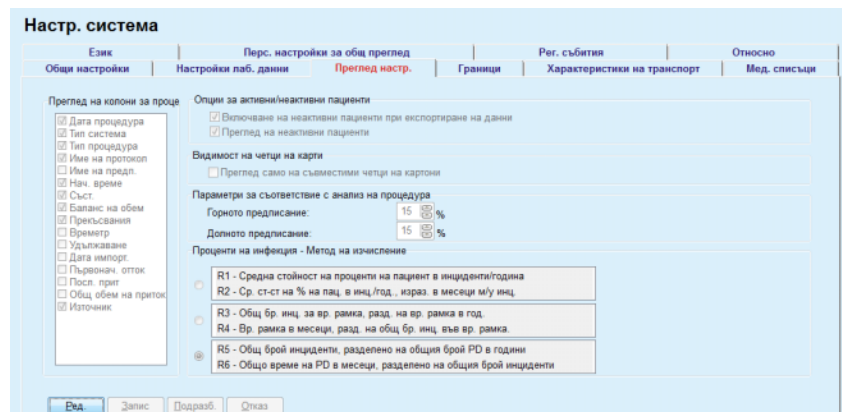 Настр. система
Език
Перс. настройки за общ преглед
Рег. събития
Относно
Общи настройки
Настройки лаб. данни
Преглед настр.
Граници
Характеристики на транспорт
Мед. списъци
Преглед на колони за проце
Дата процедура
Тип система
Тип процедура
Име на протокол
Име на предп.
Нач. време
Съст.
Баланс на обем
Прекъсвания
Времетр
Удължаване
Дата импорт.
Първонач. отток
Посл. прит
Общ обем на приток
Източник
Опции за активни/неактивни пациенти
Включване на неактивни пациенти при експортиране на данни
Преглед на неактивни пациенти
Видимост на четци на карти
Преглед само на съвместими четци на картони
Параметри за съответствие с анализ на процедура
Горното предписание: 15 %
Долното предписание: 15 %
Проценти на инфекция - Метод на изчисление
R1 - Средна стойност на проценти на пациент в инциденти/година
R2 - Ср. ст-ст на % на пац. в инц./год., израз. в месеци м/у инц.
R3 - Общ бр. инц. за вр. рамка, разд. на вр. рамка в год.
R4 - Вр. рамка в месеци, разд. на общ бр. инц. във вр. рамка.
R5 - Общ брой инциденти, разделено на общия брой PD в години
R6 - Общо време на PD в месеци, разделено на общия брой инциденти
Ред. Запис Подразб. Отказ